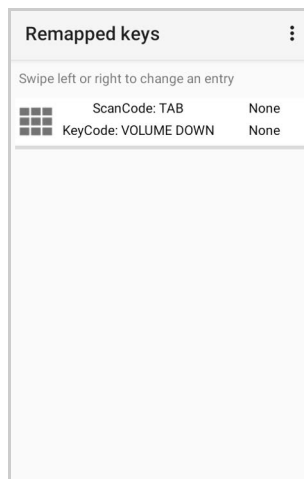 Remapped keys
Swipe left or right to change an entry
ScanCode: TAB None
KeyCode: VOLUME DOWN None